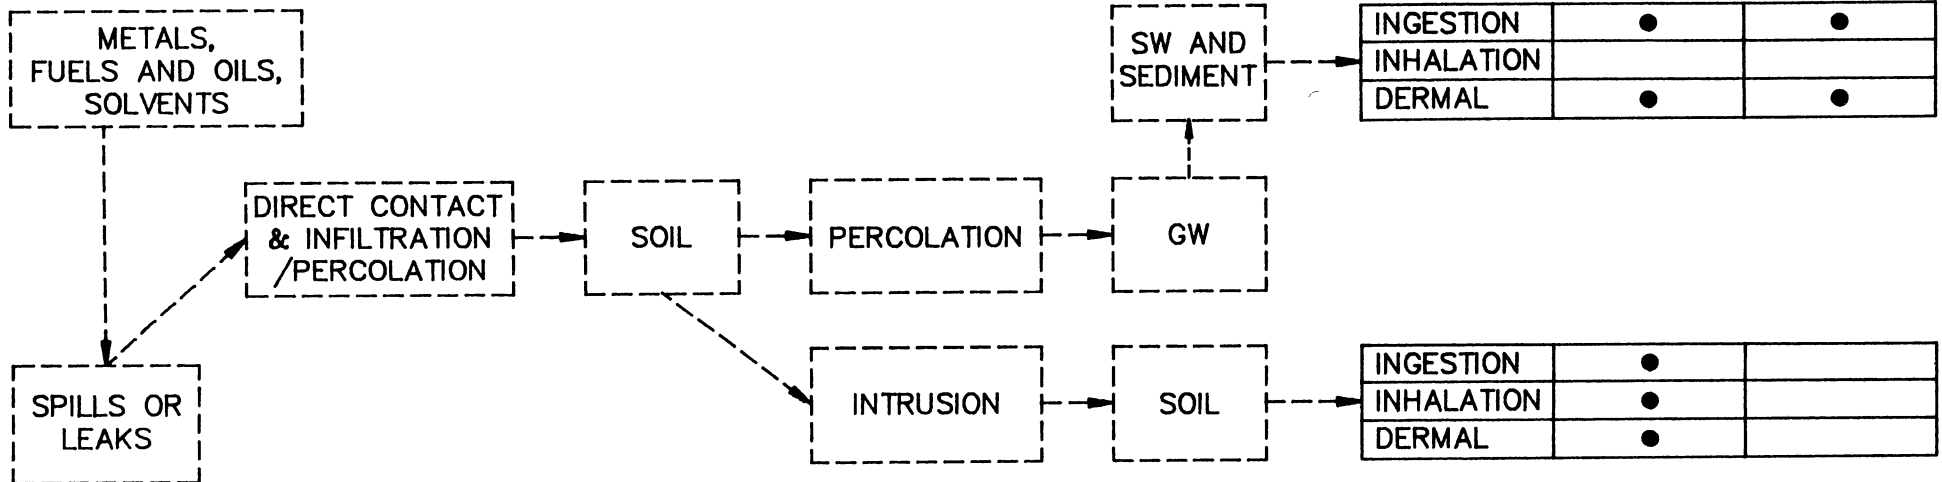 METALS,
FUELS AND OILS,
SOLVENTS
SPILLS OR
LEAKS
DIRECT CONTACT
& INFILTRATION
/PERCOLATION
SOIL
PERCOLATION
GW
SW AND
SEDIMENT
INGESTION ● ●
INHALATION
DERMAL ● ●
INTRUSION
SOIL
INGESTION ●
INHALATION ●
DERMAL ●